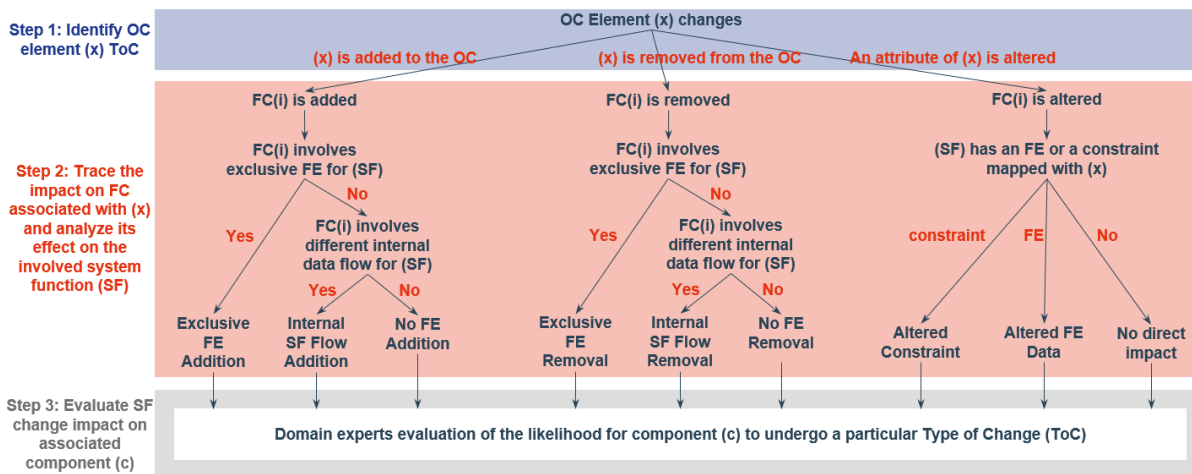 Step 1: Identify OC
element (x) ToC
OC Element (x) changes
(x) is added to the OC
(x) is removed from the OC
An attribute of (x) is altered
Step 2: Trace the
impact on FC
associated with (x)
and analyze its
effect on the
involved system
function (SF)
FC(i) is added
FC(i) involves
exclusive FE for (SF)
Yes
No
FC(i) involves
different internal
data flow for (SF)
Yes
No
Exclusive
FE
Addition
Internal
SF Flow
Addition
No FE
Addition
FC(i) is removed
FC(i) involves
exclusive FE for (SF)
Yes
No
FC(i) involves
different internal
data flow for (SF)
Yes
No
Exclusive
FE
Removal
Internal
SF Flow
Removal
No FE
Removal
FC(i) is altered
(SF) has an FE or a constraint
mapped with (x)
constraint
FE
No
Altered
Constraint
Altered FE
Data
No direct
impact
Step 3: Evaluate SF
change impact on
associated
component (c)
Domain experts evaluation of the likelihood for component (c) to undergo a particular Type of Change (ToC)